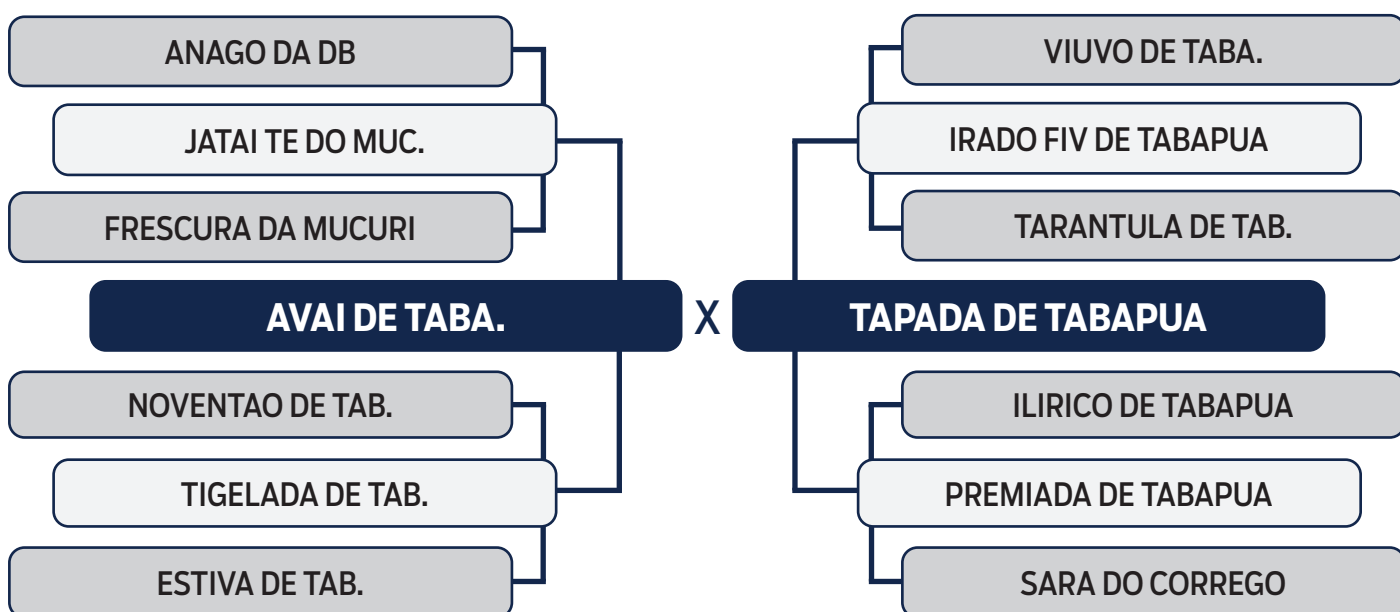 ANAGO DA DB
JATAI TE DO MUC.
FRESCURA DA MUCURI
AVAI DE TABA.
NOVENTAO DE TAB.
TIGELADA DE TAB.
ESTIVA DE TAB.
X
VIUVO DE TABA.
IRADO FIV DE TABAPUA
TARANTULA DE TAB.
TAPADA DE TABAPUA
ILIRICO DE TABAPUA
PREMIADA DE TABAPUA
SARA DO CORREGO